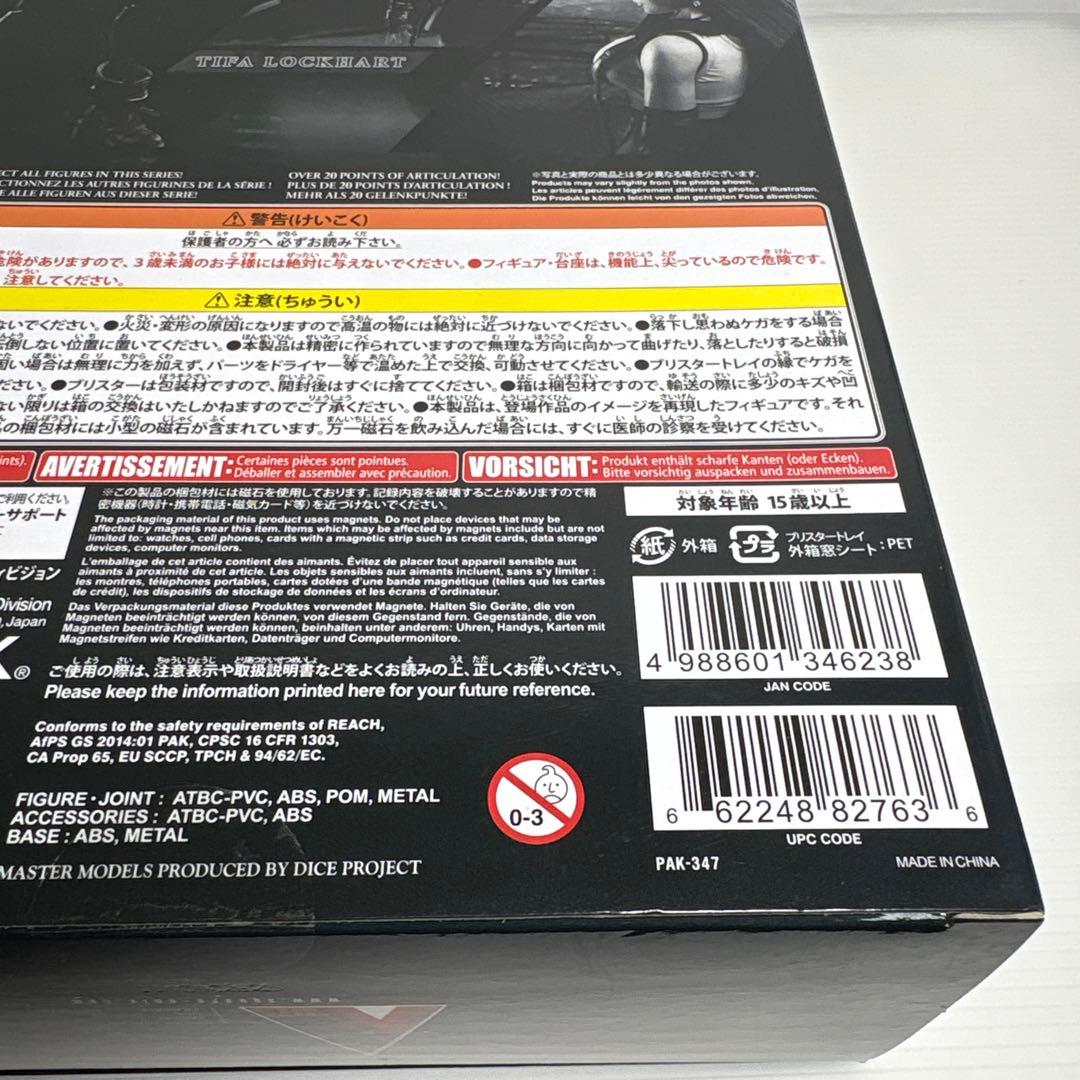 TIFA LOCKHART
ECT ALL FIGURES IN THIS SERIES!
CTIONNEZ LES AUTRES FIGURINES DE LA SÉRIE !
E ALLE FIGUREN AUS DIESER SERIE!
OVER 20 POINTS OF ARTICULATION!
PLUS DE 20 POINTS D'ARTICULATION !
MEHR ALS 20 GELENKPUNKTE!
※写真と実際の商品とは多少異なる場合がございます。
Products may vary slightly from the photos shown.
Les articles peuvent légèrement différer des photos d'illustration.
Die Produkte können leicht von den gezeigten Fotos abweichen.
⚠警告(けいこく)
保護者の方へ 必ずお読み下さい。
危険がありますので、3歳未満のお子様には絶対に与えないでください。●フィギュア・台座は、機能上、尖っているので危険です。
注意してください。
⚠注意(ちゅうい)
ないでください。●火災・変形の原因になりますので高温の物には絶対に近づけないでください。●落下し思わぬケガをする場合
倒しない位置に置いてください。●本製品は精密に作られていますので無理な方向に向かって曲げたり、落としたりすると破損
固い場合は無理に力を加えず、パーツをドライヤー等で温めた上で交換、可動させてください。●ブリスタートレイの縁でケガを
ださい。●ブリスターは包装材ですので、開封後はすぐに捨ててください。●箱は梱包材ですので、輸送の際に多少のキズや凹
ない限りは箱の交換はいたしかねますのでご了承ください。●本製品は、登場作品のイメージを再現したフィギュアです。それ
の梱包材には小型の磁石が含まれています。万一磁石を飲み込んだ場合には、すぐに医師の診察を受けてください。
ints).
AVERTISSEMENT: Certaines pièces sont pointues.
Déballer et assembler avec précaution.
VORSICHT: Produkt enthält scharfe Kanten (oder Ecken).
Bitte vorsichtig auspacken und zusammenbauen.
ご利用ください
ーサポート
ィビジョン
Division
, Japan
K®
※この製品の梱包材には磁石を使用しております。記録内容を破壊することがありますので精
密機器(時計・携帯電話・磁気カード等)を近づけないでください。
The packaging material of this product uses magnets. Do not place devices that may be
affected by magnets near this item. Items which may be affected by magnets include but are not
limited to: watches, cell phones, cards with a magnetic strip such as credit cards, data storage
devices, computer monitors.
L'emballage de cet article contient des aimants. Évitez de placer tout appareil sensible aux
aimants à proximité de cet article. Les objets sensibles aux aimants incluent, sans s'y limiter :
les montres, téléphones portables, cartes dotées d'une bande magnétique (telles que les cartes
de crédit), les dispositifs de stockage de données et les écrans d'ordinateur.
Das Verpackungsmaterial diese Produktes verwendet Magnete. Halten Sie Geräte, die von
Magneten beeinträchtigt werden können, von diesem Gegenstand fern. Gegenstände, die von
Magneten beeinträchtigt werden können, beinhalten unter anderem: Uhren, Handys, Karten mit
Magnetstreifen wie Kreditkarten, Datenträger und Computermonitore.
ご使用の際は、注意表示や取扱説明書などをよくお読みの上、正しくお使いください。
Please keep the information printed here for your future reference.
対象年齢 15歳以上
紙 外箱 プラ ブリスタートレイ
外箱窓シート:PET
4 988601 346238
JAN CODE
6 62248 82763 6
UPC CODE
Conforms to the safety requirements of REACH,
AfPS GS 2014:01 PAK, CPSC 16 CFR 1303,
CA Prop 65, EU SCCP, TPCH & 94/62/EC.
0-3
FIGURE・JOINT : ATBC-PVC, ABS, POM, METAL
ACCESSORIES : ATBC-PVC, ABS
BASE : ABS, METAL
MASTER MODELS PRODUCED BY DICE PROJECT
PAK-347
MADE IN CHINA